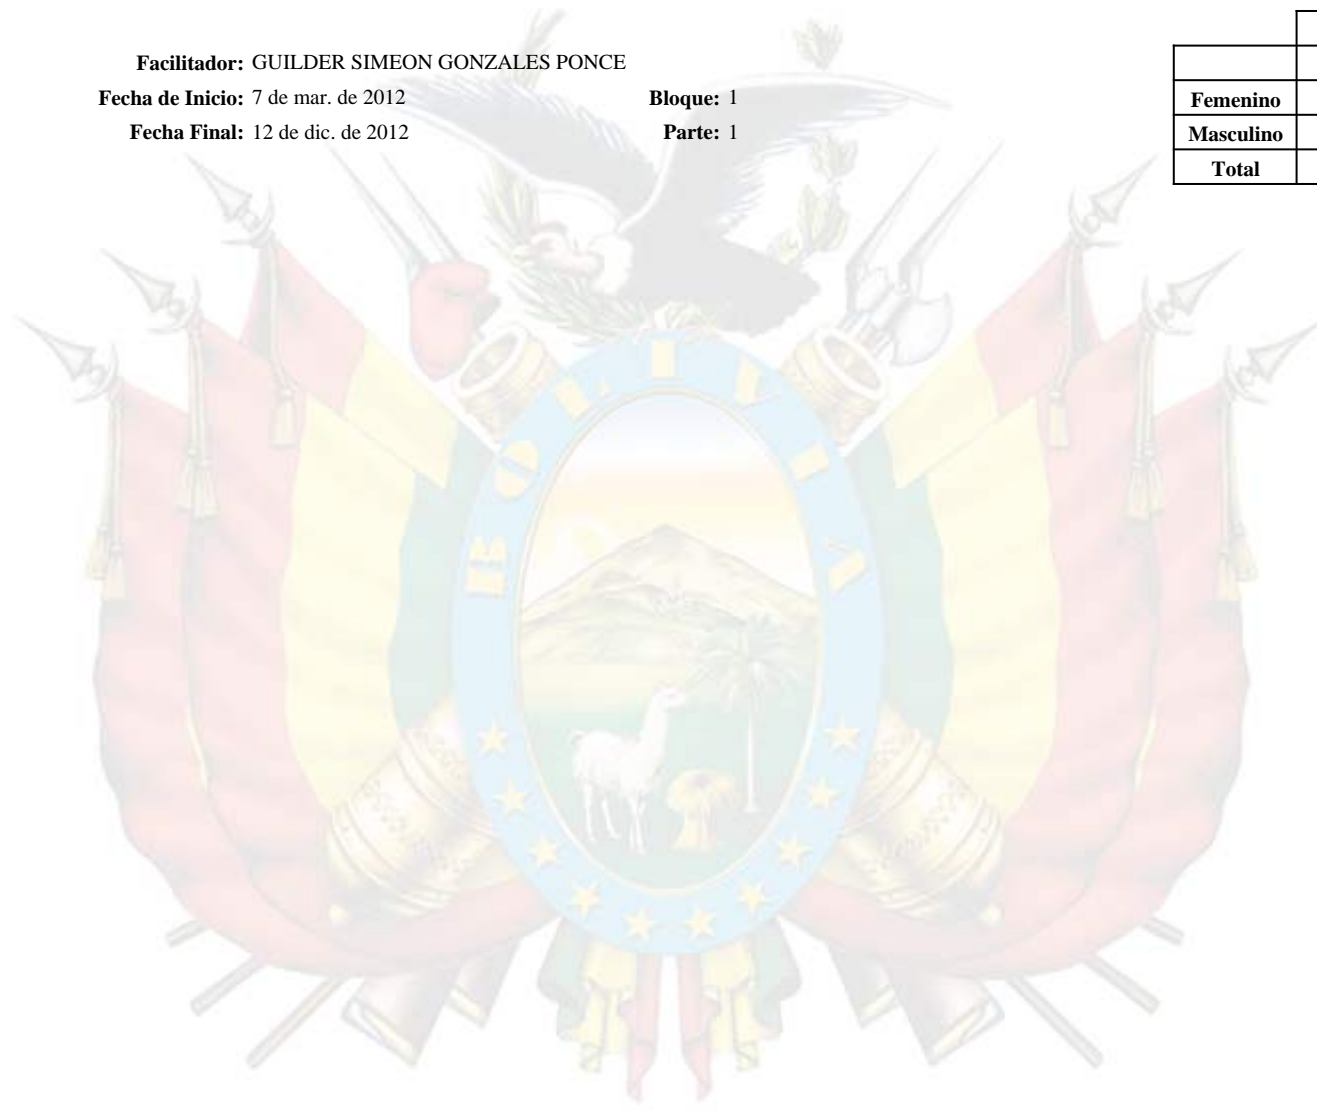 Facilitador: GUILDER SIMEON GONZALES PONCE
Fecha de Inicio: 7 de mar. de 2012 Bloque: 1
Fecha Final: 12 de dic. de 2012 Parte: 1
Femenino
Masculino
Total
BOLIVIA